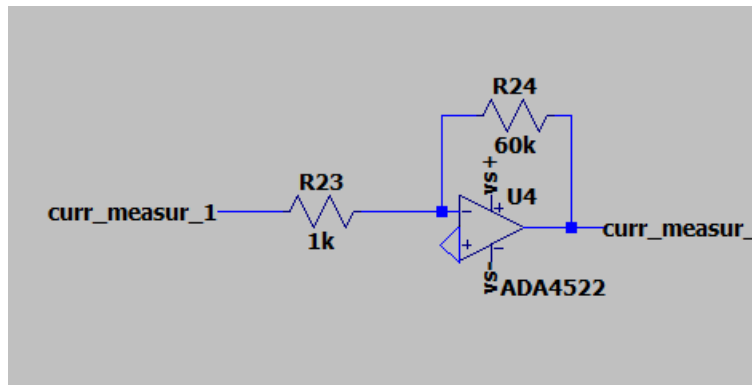 R24
60k
vs+
U4
R23
curr_measur_1
1k
curr_measur_
vs-
ADA4522